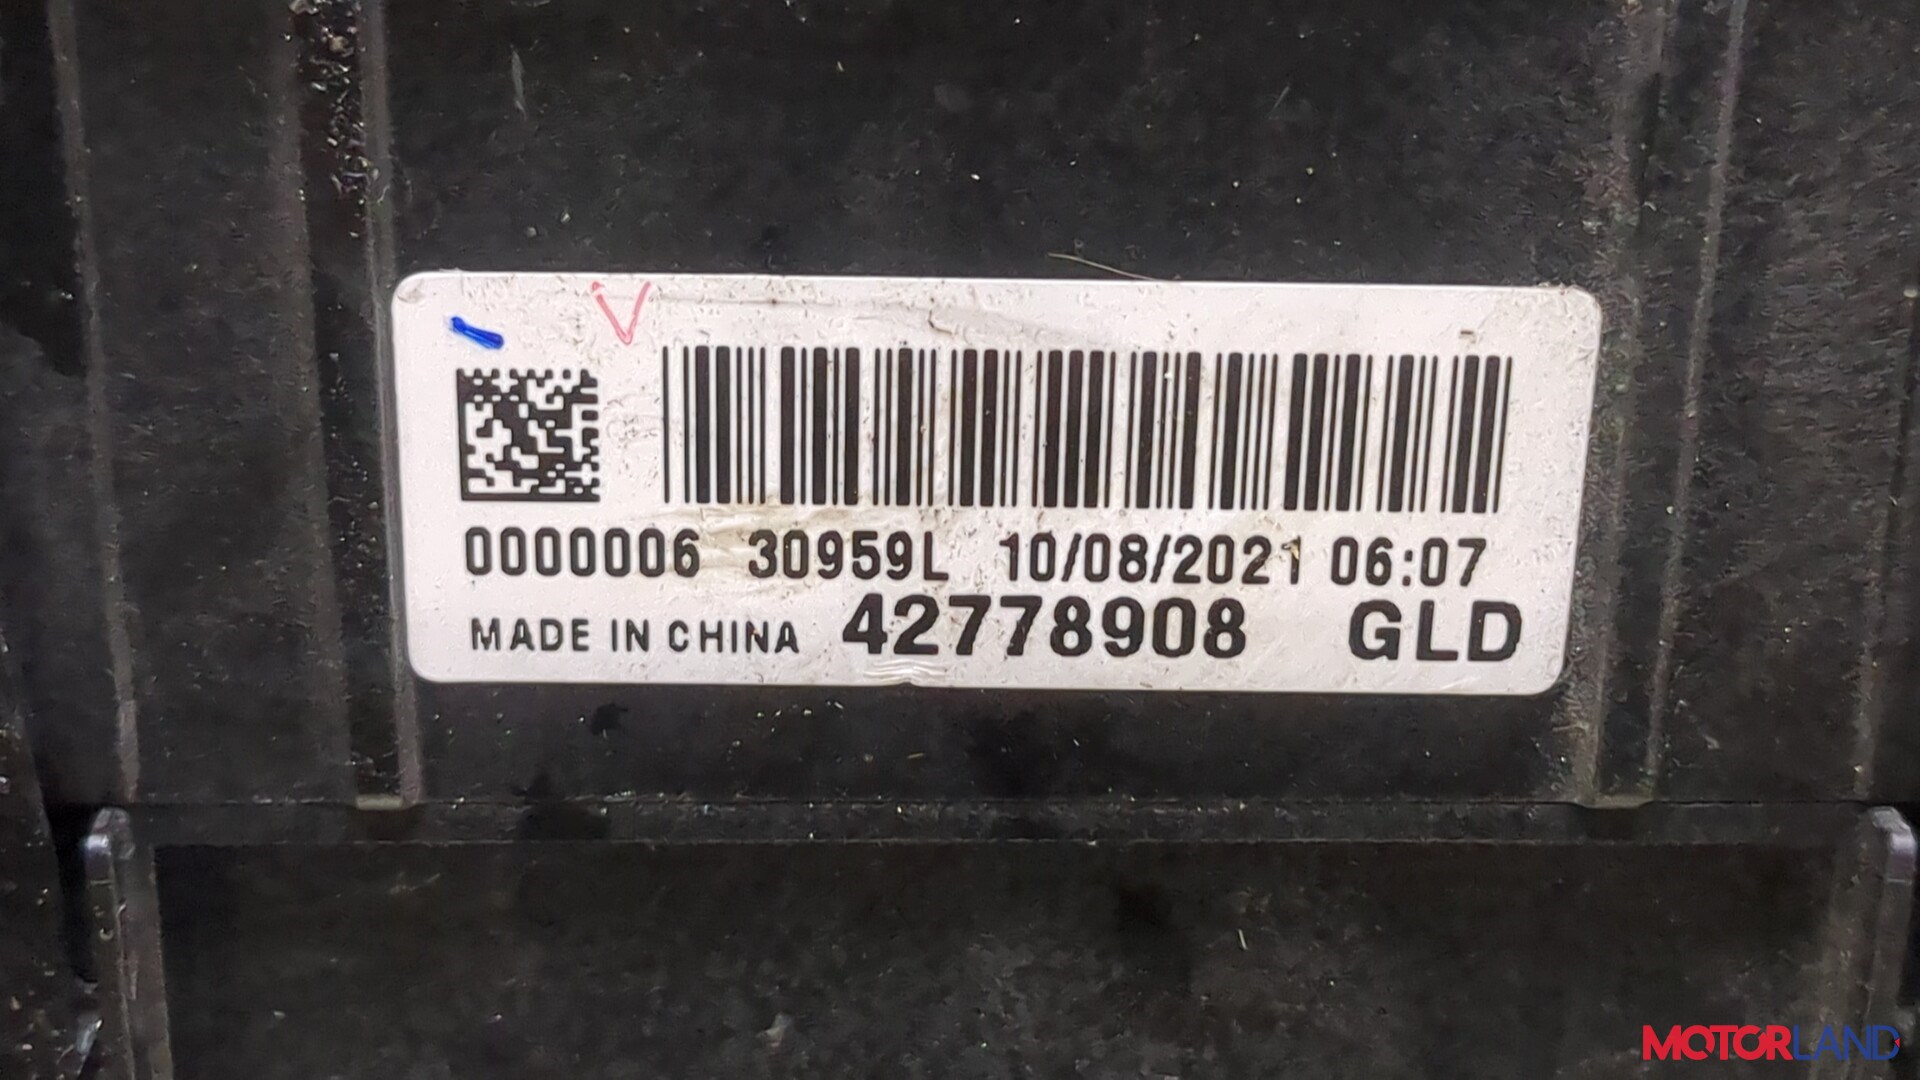 0000006 30959L 10/08/2021 06:07
MADE IN CHINA 42778908 GLD
MOTORLAND